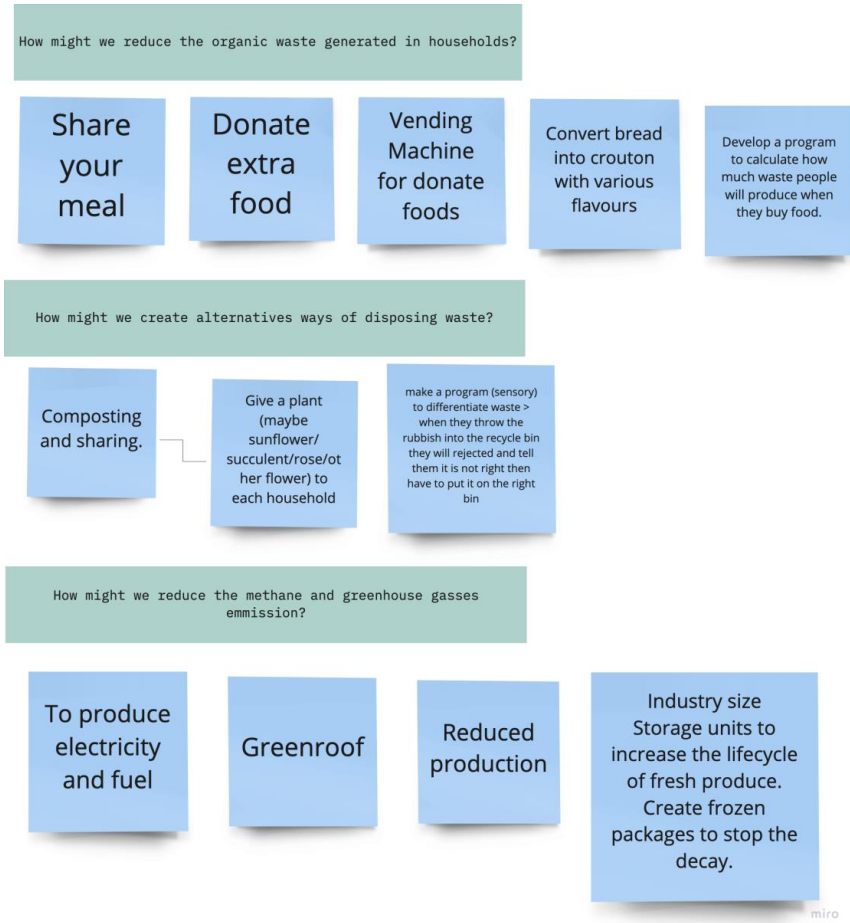 How might we reduce the organic waste generated in households?
Share
your
meal
Donate
extra
food
Vending
Machine
for donate
foods
Convert bread
into crouton
with various
flavours
Develop a program
to calculate how
much waste people
will produce when
they buy food.
How might we create alternatives ways of disposing waste?
Composting
and sharing.
Give a plant
(maybe
sunflower/
succulent/rose/ot
her flower) to
each household
make a program (sensory)
to differentiate waste >
when they throw the
rubbish into the recycle bin
they will rejected and tell
them it is not right then
have to put it on the right
bin
How might we reduce the methane and greenhouse gasses
emmission?
To produce
electricity
and fuel
Greenroof
Reduced
production
Industry size
Storage units to
increase the lifecycle
of fresh produce.
Create frozen
packages to stop the
decay.
miro